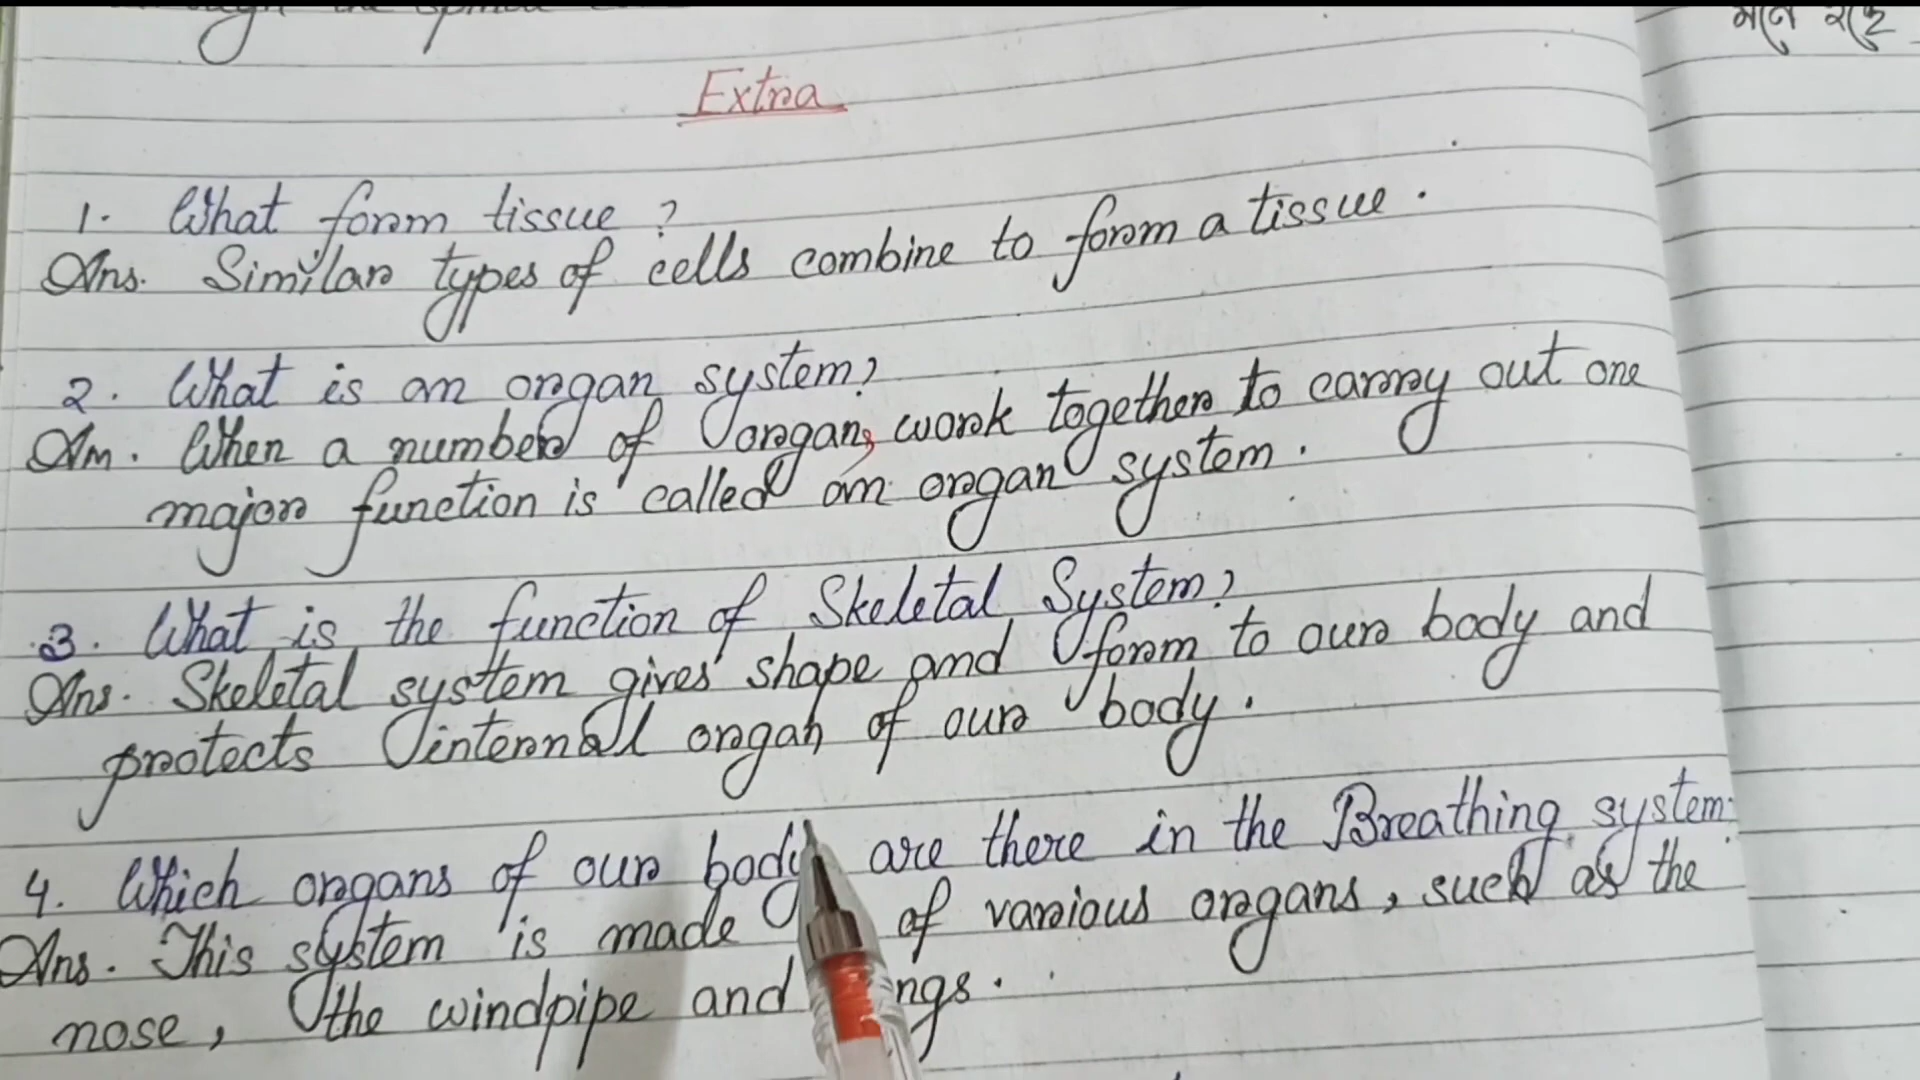 the
Extra
1. What form tissue?
Ans. Similar types of cells combine to form a tissue.
2. What is an organ system?
Ans. When a number of organs work together to carry out one
major function is called an organ system.
3. What is the function of Skeletal System?
Ans. Skeletal system gives shape and form to our body and
protects internal organ of our body.
4. Which organs of our body are there in the Breathing system
Ans. This system is made of various organs, such as the
nose, the windpipe and ngs.